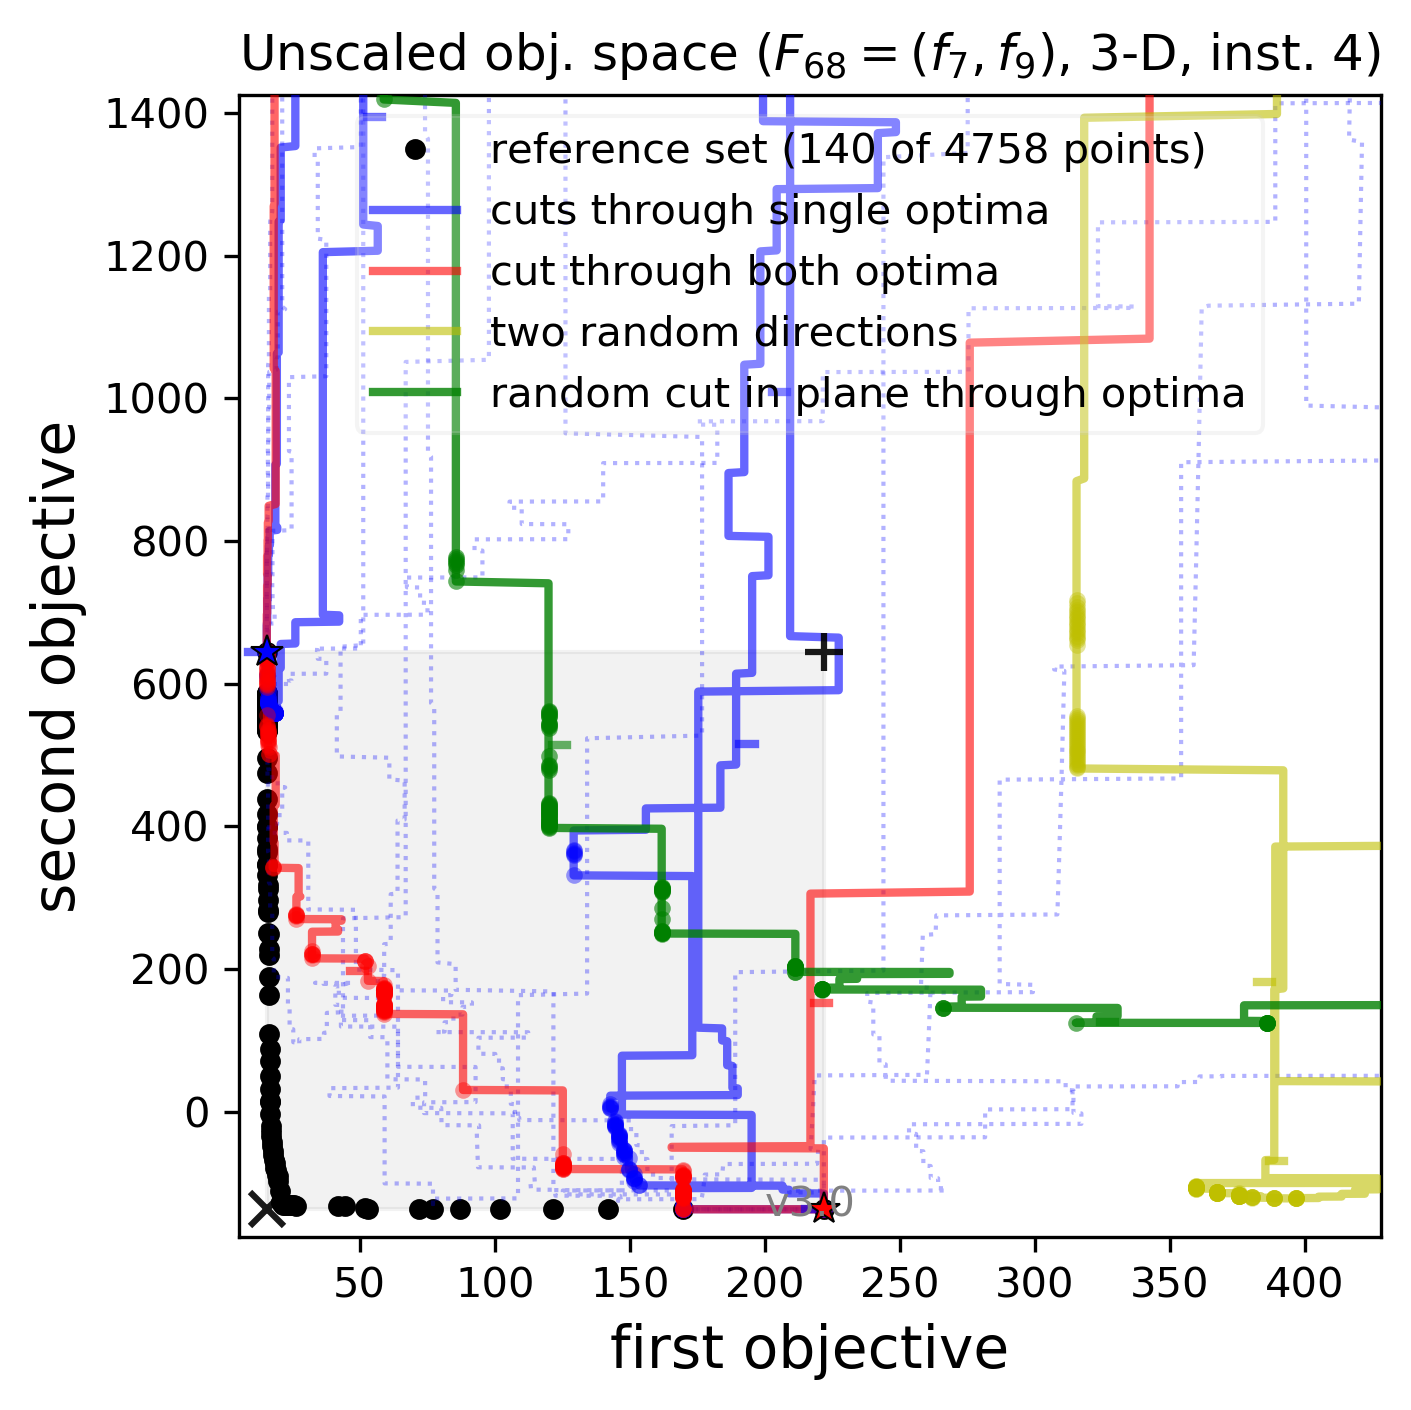 Unscaled obj. space (F68 = (f7, f9), 3-D, inst. 4)
1400
1200
1000
800
600
400
200
0
second objective
reference set (140 of 4758 points)
cuts through single optima
cut through both optima
two random directions
random cut in plane through optima
v3.0
50 100 150 200 250 300 350 400
first objective